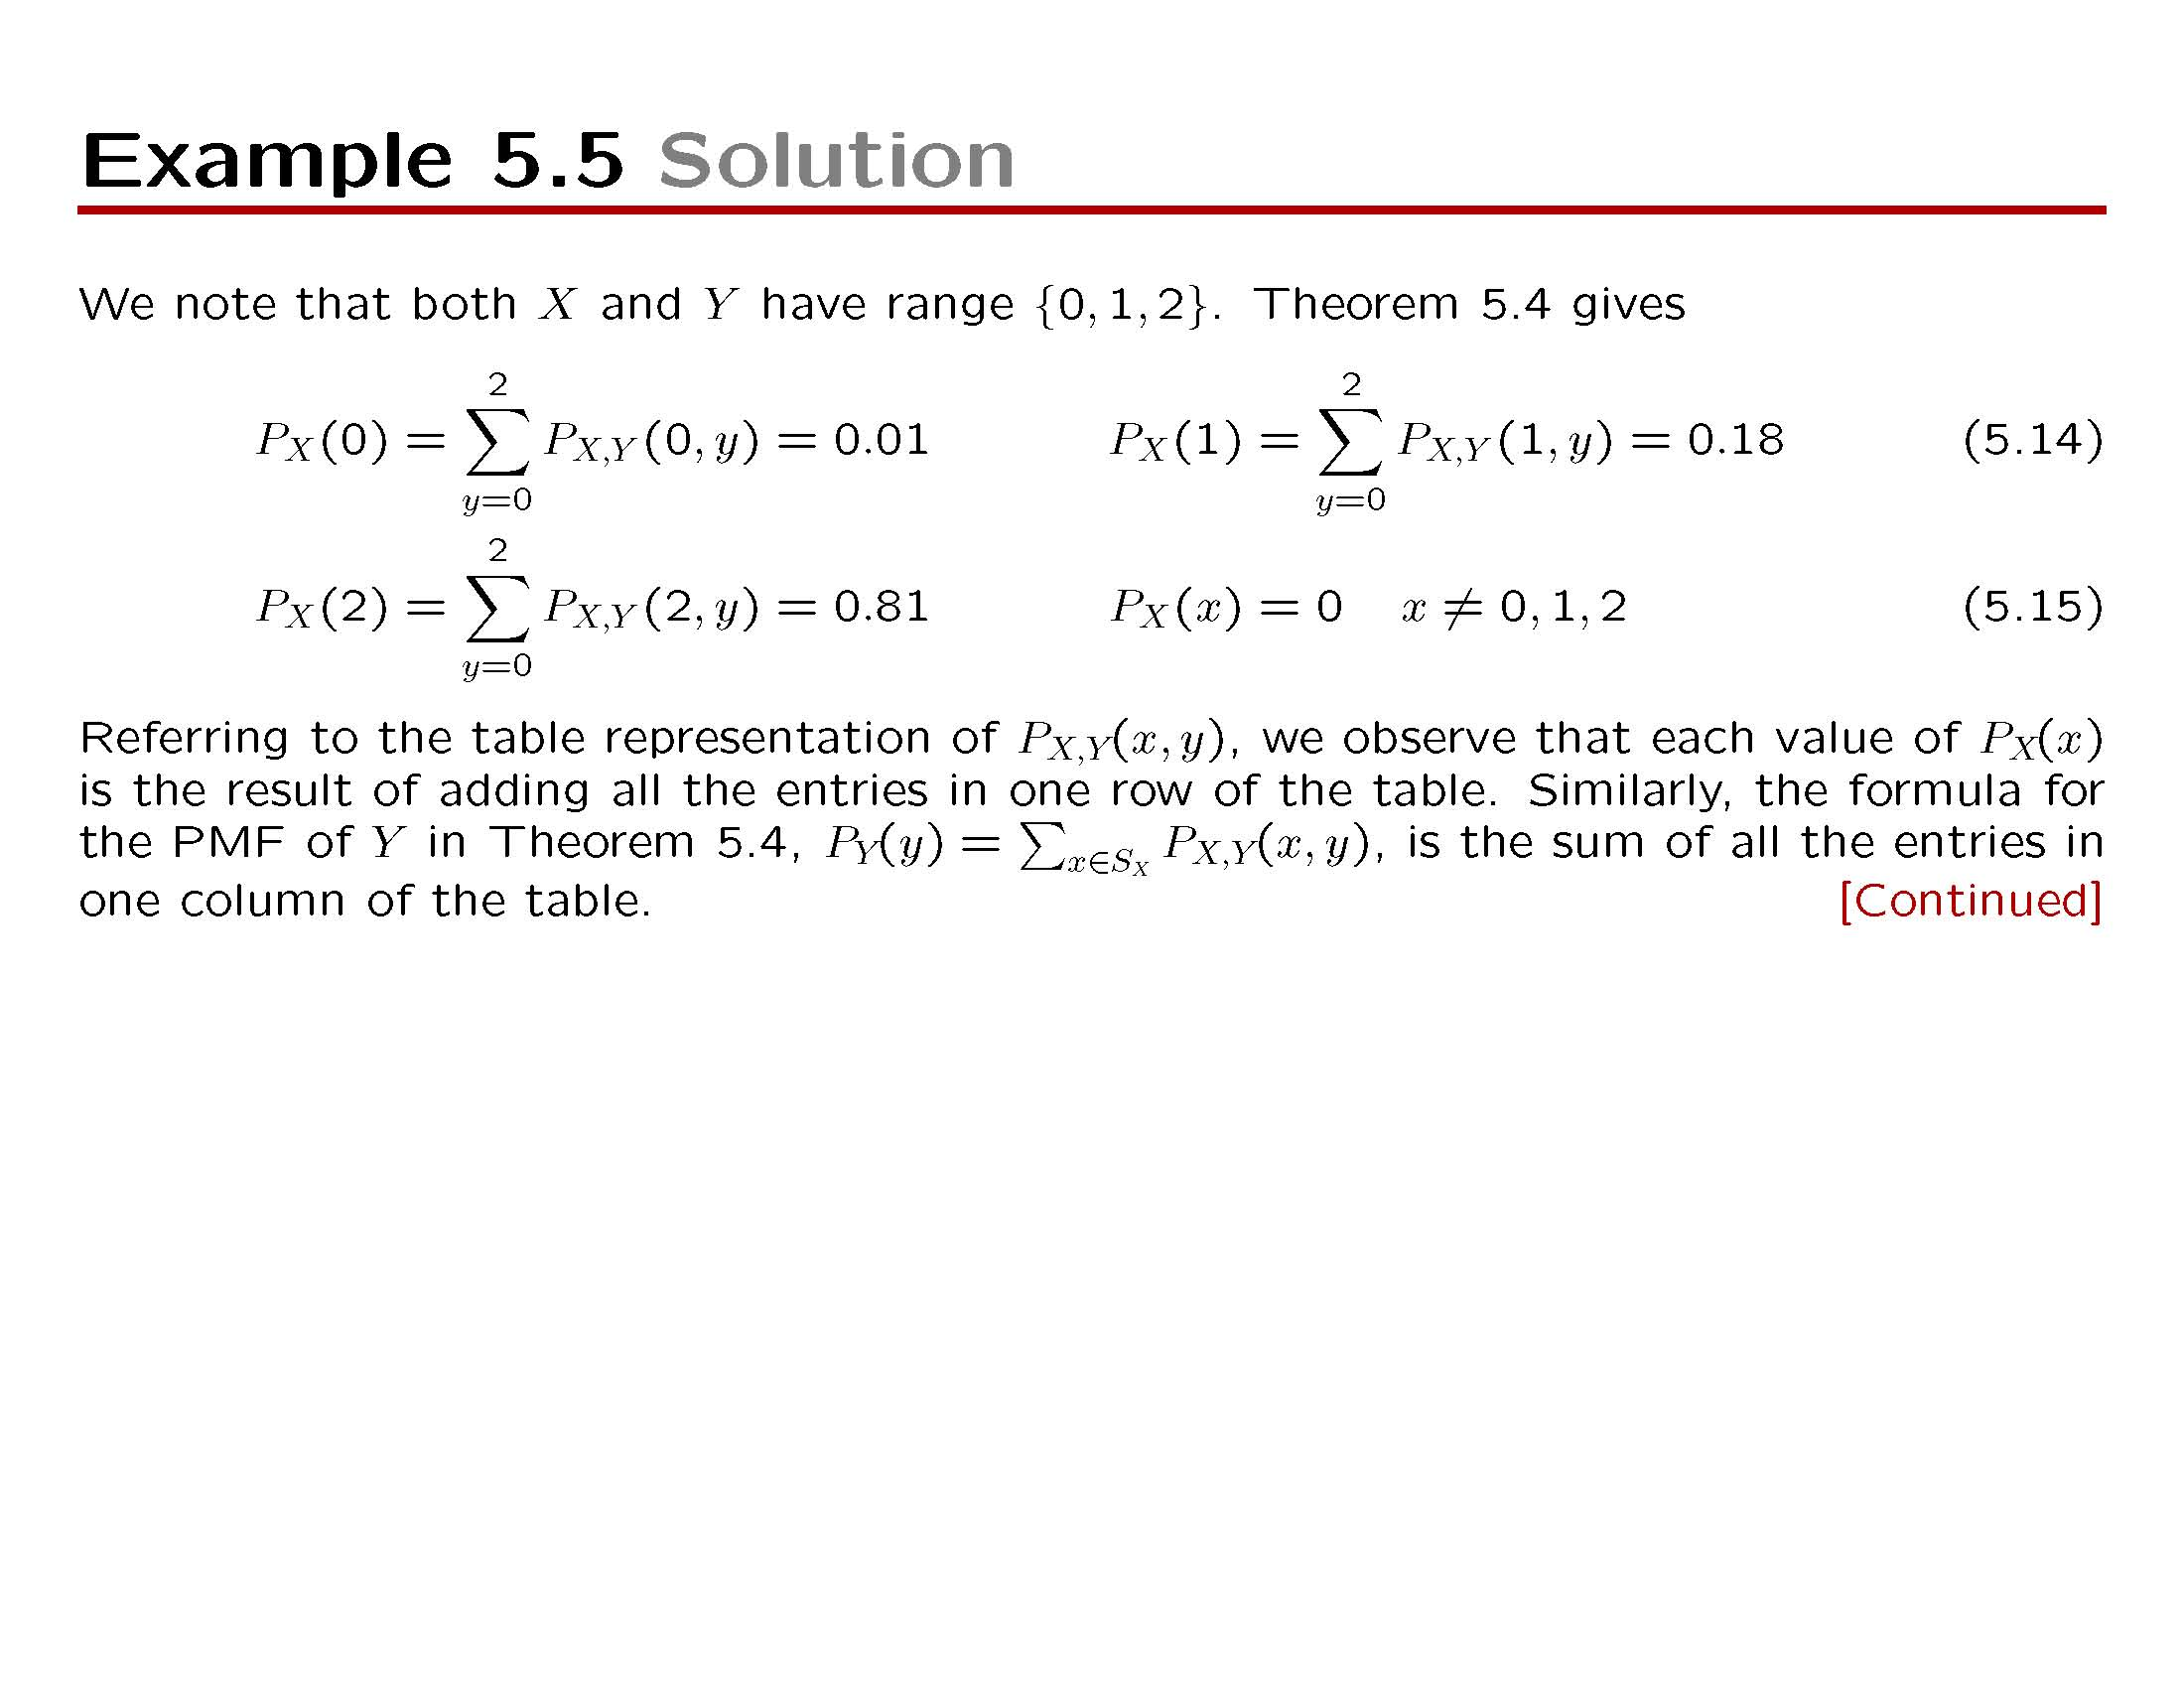 Example 5.5 Solution
We note that both X and Y have range {0, 1, 2}. Theorem 5.4 gives
P_X(0) = \sum_{y=0}^{2} P_{X,Y}(0, y) = 0.01    P_X(1) = \sum_{y=0}^{2} P_{X,Y}(1, y) = 0.18    (5.14)
P_X(2) = \sum_{y=0}^{2} P_{X,Y}(2, y) = 0.81    P_X(x) = 0  x ≠ 0, 1, 2    (5.15)
Referring to the table representation of P_{X,Y}(x, y), we observe that each value of P_X(x)
is the result of adding all the entries in one row of the table. Similarly, the formula for
the PMF of Y in Theorem 5.4, P_Y(y) = \sum_{x∈S_X} P_{X,Y}(x, y), is the sum of all the entries in
one column of the table. [Continued]